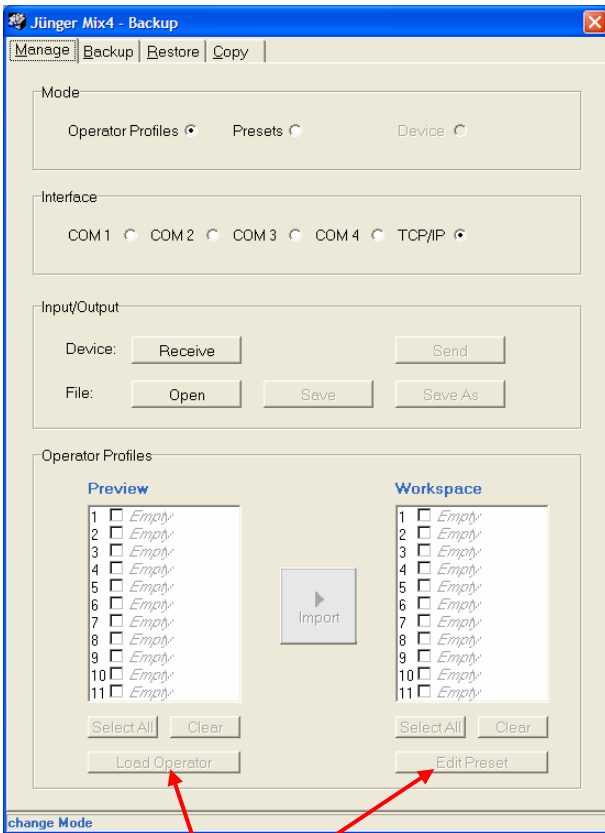 Jünger Mix4 - Backup
Manage Backup Restore Copy
Mode
Operator Profiles Presets Device
Interface
COM 1 COM 2 COM 3 COM 4 TCP/IP
Input/Output
Device: Receive Send
File: Open Save Save As
Operator Profiles
Preview Workspace
1 Empty 1 Empty
2 Empty 2 Empty
3 Empty 3 Empty
4 Empty 4 Empty
5 Empty 5 Empty
6 Empty 6 Empty
7 Empty 7 Empty
8 Empty 8 Empty
9 Empty 9 Empty
10 Empty 10 Empty
11 Empty 11 Empty
Import
Select All Clear Select All Clear
Load Operator Edit Preset
change Mode